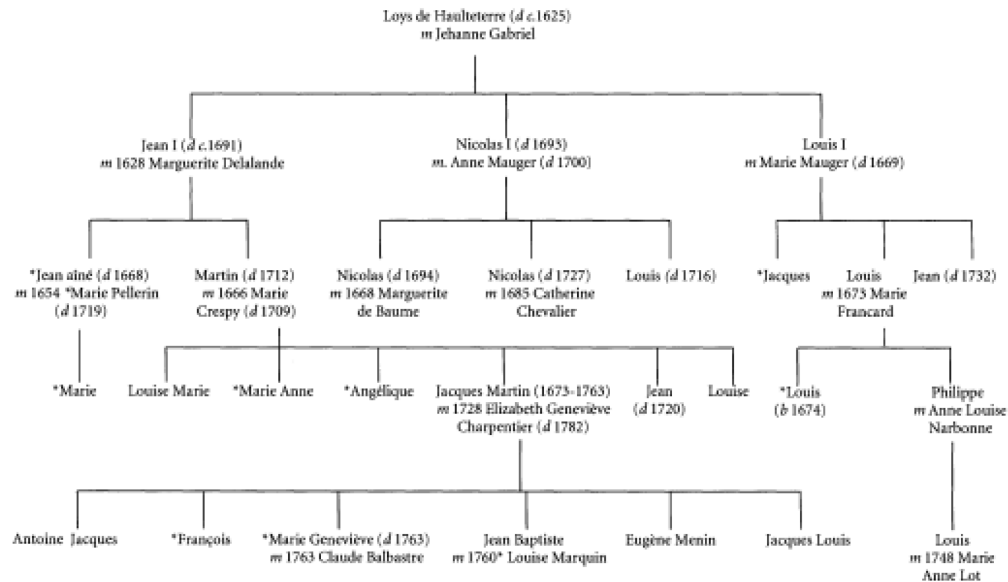 Loys de Haulteterre (d c.1625)
m Jehanne Gabriel
Jean I (d c.1691)
m 1628 Marguerite Delalande
Nicolas I (d 1693)
m. Anne Mauger (d 1700)
Louis I
m Marie Mauger (d 1669)
*Jean aîné (d 1668)
m 1654 *Marie Pellerin
(d 1719)
Martin (d 1712)
m 1666 Marie
Crespy (d 1709)
Nicolas (d 1694)
m 1668 Marguerite
de Baume
Nicolas (d 1727)
m 1685 Catherine
Chevalier
Louis (d 1716)
*Jacques
Louis
m 1673 Marie
Francard
Jean (d 1732)
*Marie
Louise Marie
*Marie Anne
*Angélique
Jacques Martin (1673-1763)
m 1728 Elizabeth Geneviève
Charpentier (d 1782)
Jean
(d 1720)
Louise
*Louis
(b 1674)
Philippe
m Anne Louise
Narbonne
Antoine Jacques
*François
*Marie Geneviève (d 1763)
m 1763 Claude Balbastre
Jean Baptiste
m 1760* Louise Marquin
Eugène Menin
Jacques Louis
Louis
m 1748 Marie
Anne Lot